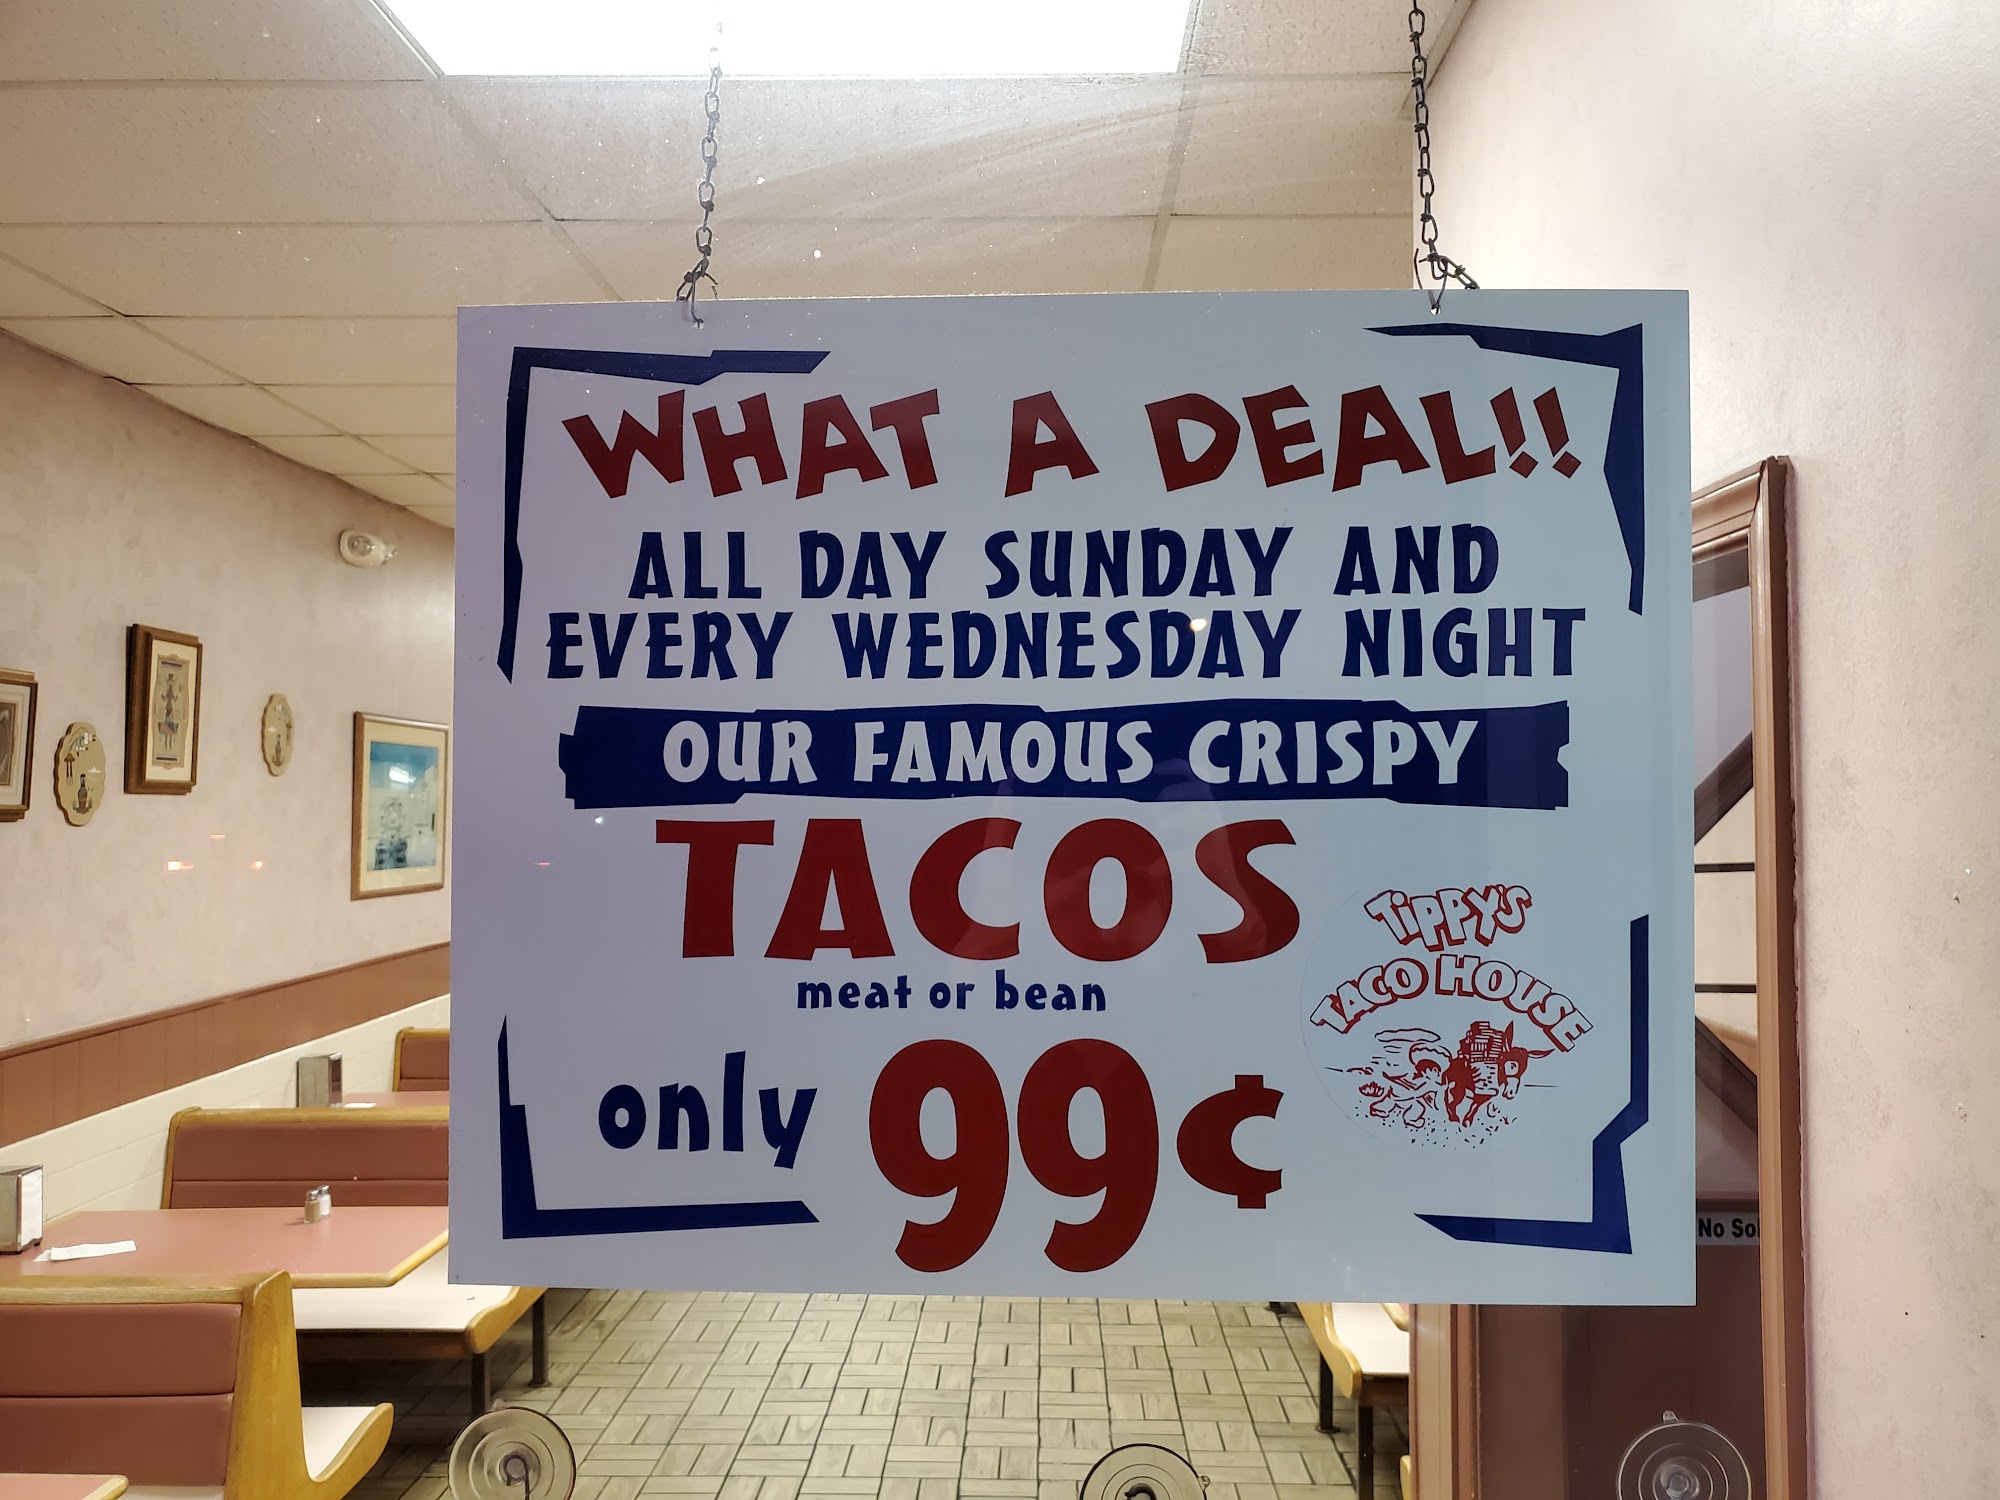 WHAT A DEAL!!
ALL DAY SUNDAY AND
EVERY WEDNESDAY NIGHT
OUR FAMOUS CRISPY
TACOS
meat or bean
only 99¢
TiPPY'S
TACO HOUSE
No